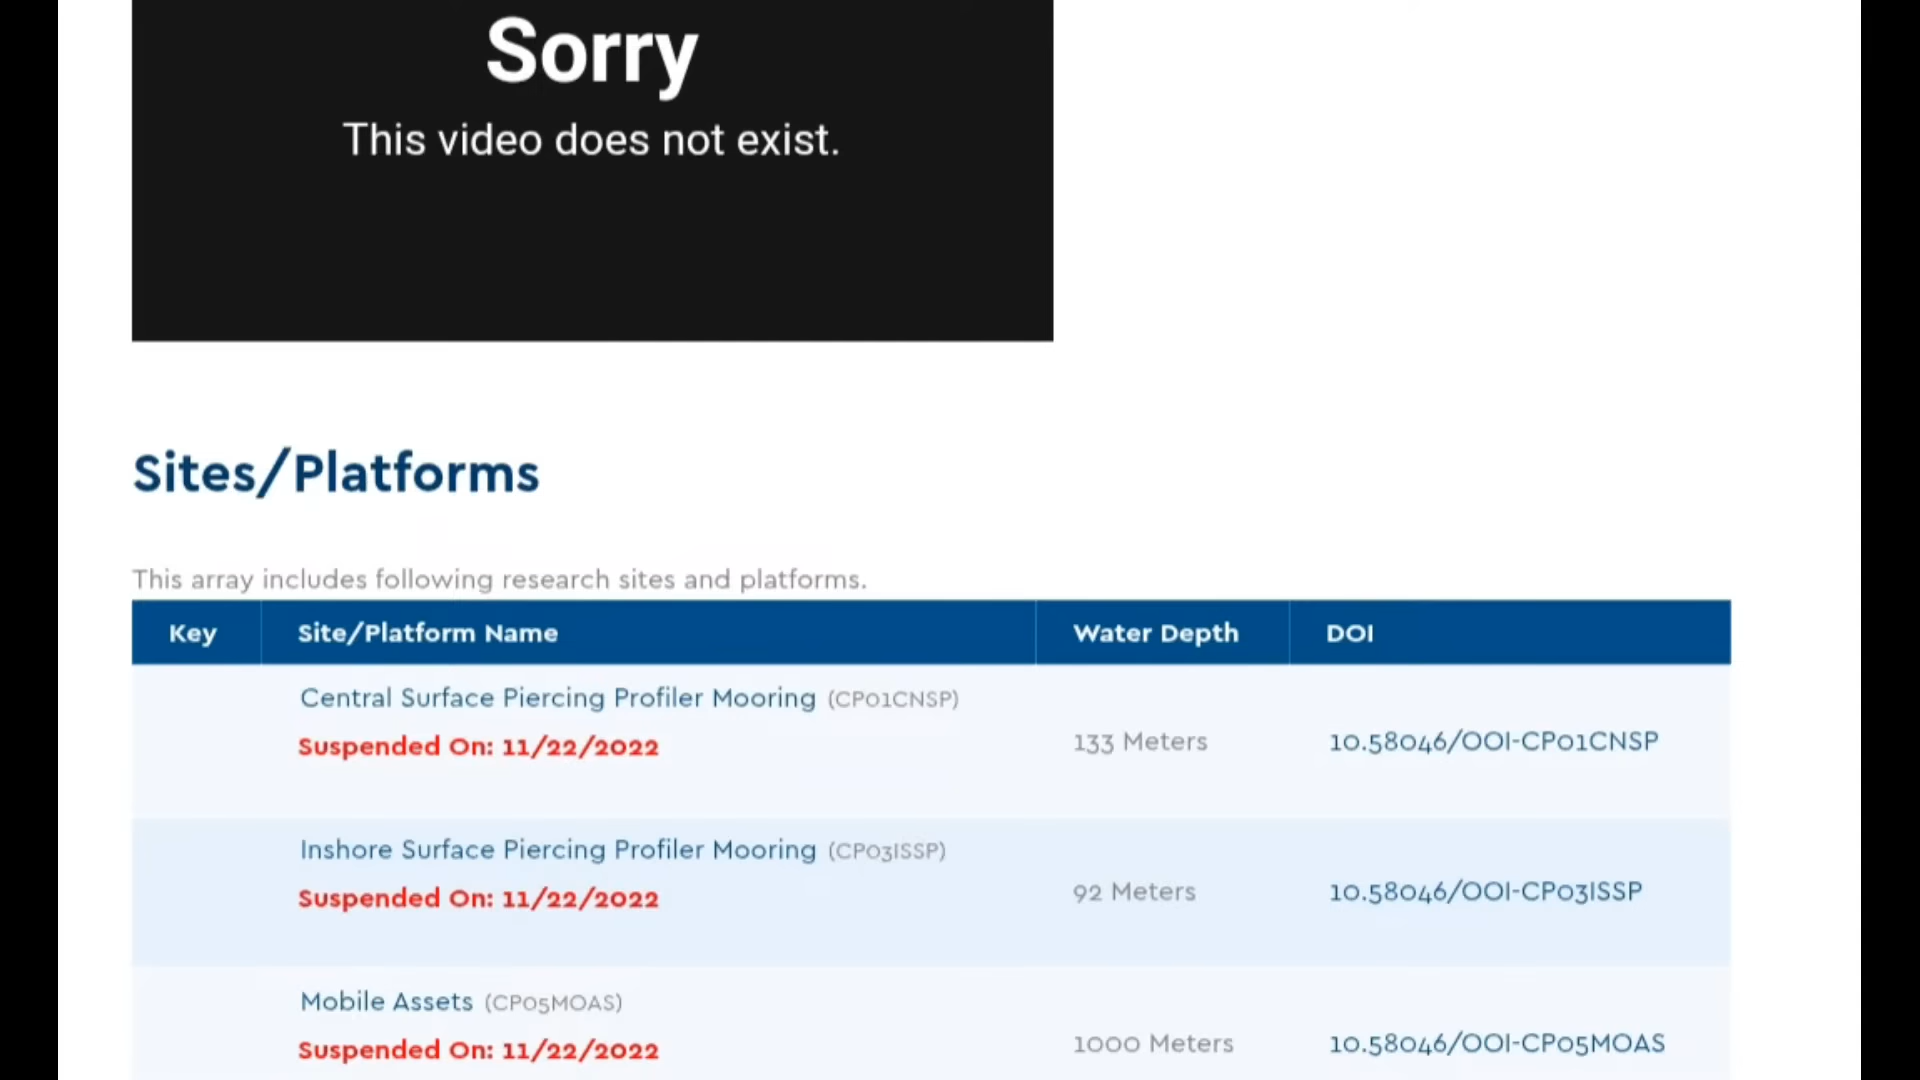 Sorry
This video does not exist.
Sites/Platforms
This array includes following research sites and platforms.
Key Site/Platform Name Water Depth DOI
Central Surface Piercing Profiler Mooring (CP01CNSP)
Suspended On: 11/22/2022
133 Meters 10.58046/OOI-CP01CNSP
Inshore Surface Piercing Profiler Mooring (CP03ISSP)
Suspended On: 11/22/2022
92 Meters 10.58046/OOI-CP03ISSP
Mobile Assets (CP05MOAS)
Suspended On: 11/22/2022
1000 Meters 10.58046/OOI-CP05MOAS